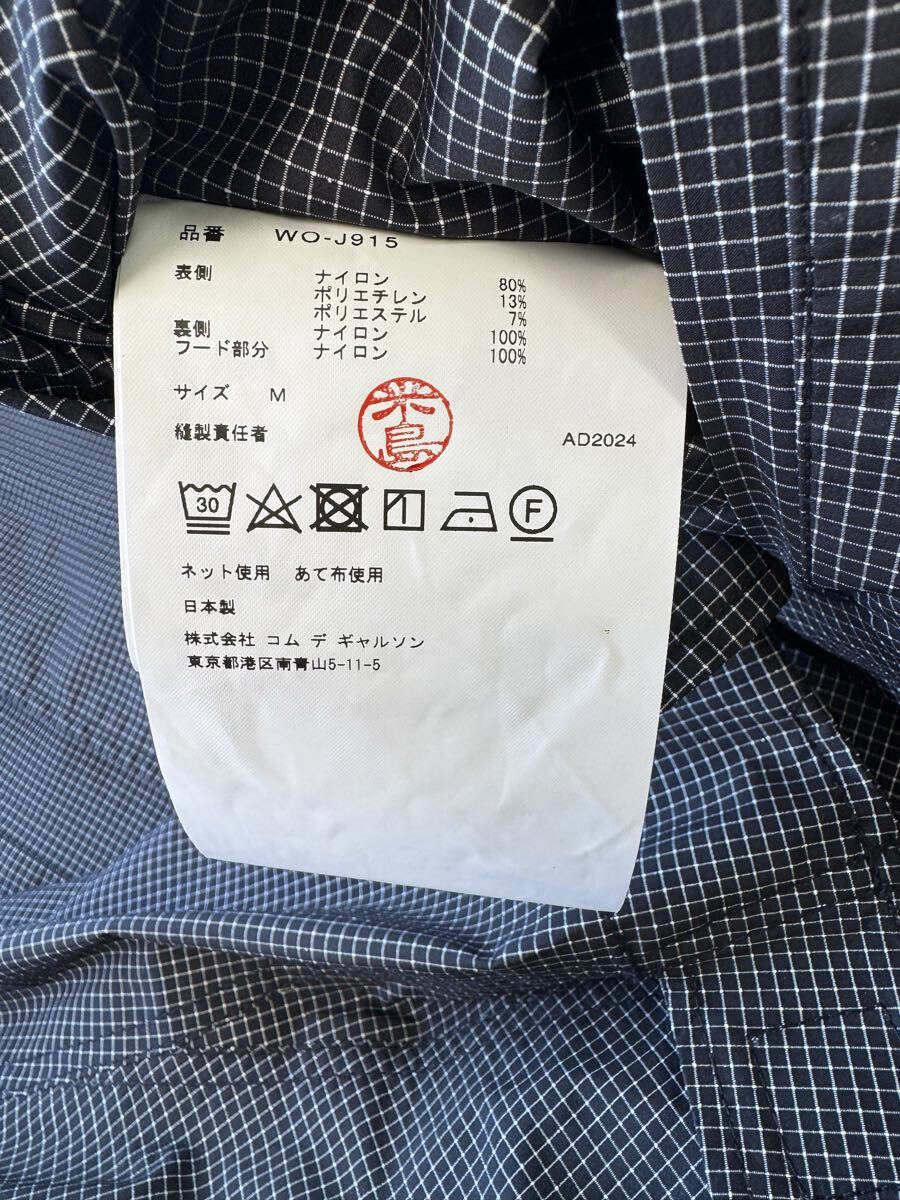 品番 WO-J915
表側 ナイロン 80%
ポリエチレン 13%
ポリエステル 7%
裏側 ナイロン 100%
フード部分 ナイロン 100%
サイズ M
縫製責任者 AD2024
30 F
ネット使用 あて布使用
日本製
株式会社 コム デ ギャルソン
東京都港区南青山5-11-5